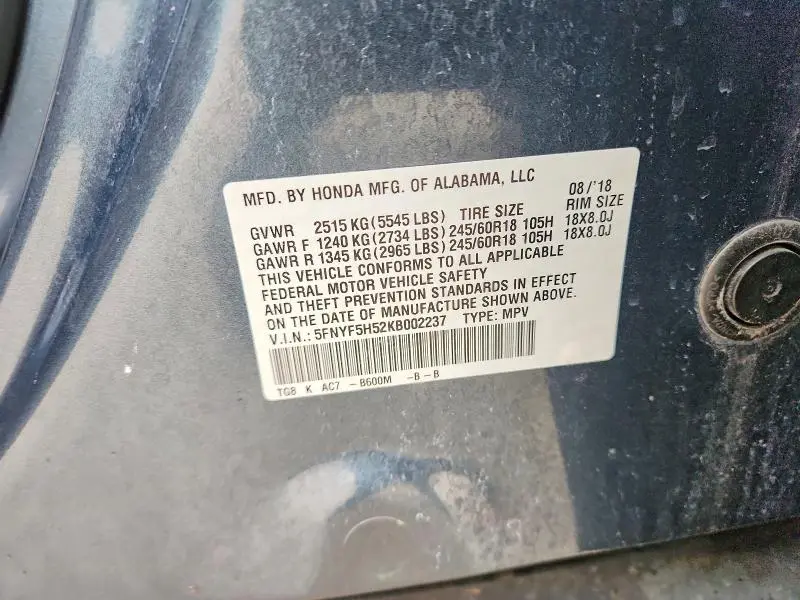 MFD. BY HONDA MFG. OF ALABAMA, LLC 08/'18
GVWR 2515 KG (5545 LBS) TIRE SIZE RIM SIZE
GAWR F 1240 KG (2734 LBS) 245/60R18 105H 18X8.0J
GAWR R 1345 KG (2965 LBS) 245/60R18 105H 18X8.0J
THIS VEHICLE CONFORMS TO ALL APPLICABLE
FEDERAL MOTOR VEHICLE SAFETY
AND THEFT PREVENTION STANDARDS IN EFFECT
ON THE DATE OF MANUFACTURE SHOWN ABOVE.
V.I.N.: 5FNYF5H52KB002237 TYPE: MPV
TG8 K AC7 -B600M -B-B